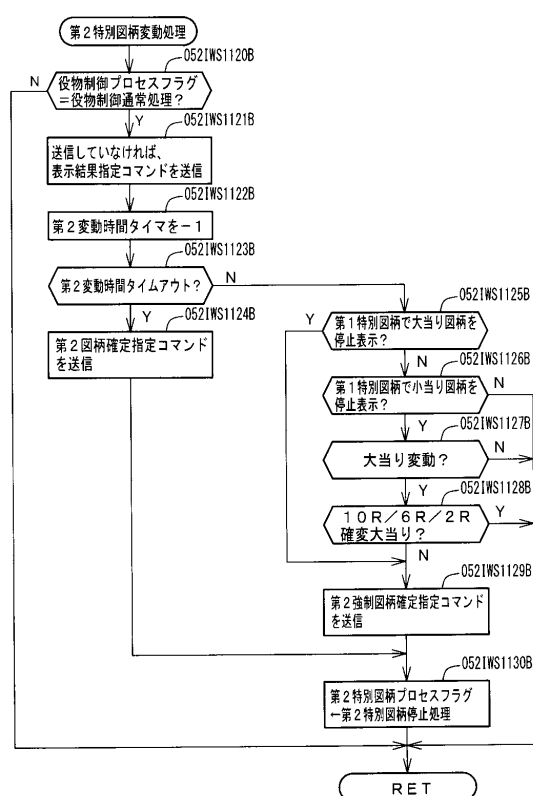 第2特別図柄変動処理
052IWS1120B
N
役物制御プロセスフラグ
=役物制御通常処理?
Y
052IWS1121B
送信していなければ、
表示結果指定コマンドを送信
052IWS1122B
第2変動時間タイマを-1
052IWS1123B
第2変動時間タイムアウト?
N
Y
052IWS1124B
第2図柄確定指定コマンド
を送信
052IWS1125B
Y
第1特別図柄で大当り図柄を
停止表示?
N
052IWS1126B
第1特別図柄で小当り図柄を
停止表示?
N
Y
052IWS1127B
大当り変動?
N
Y
052IWS1128B
10R/6R/2R
確変大当り?
Y
N
052IWS1129B
第2強制図柄確定指定コマンド
を送信
052IWS1130B
第2特別図柄プロセスフラグ
←第2特別図柄停止処理
RET